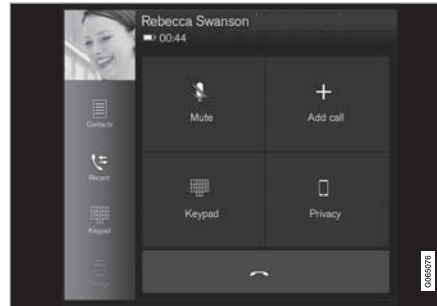 Rebecca Swanson
00:44
Contacts
Recent
Keypad
Mute
Add call
Keypad
Privacy
G065076